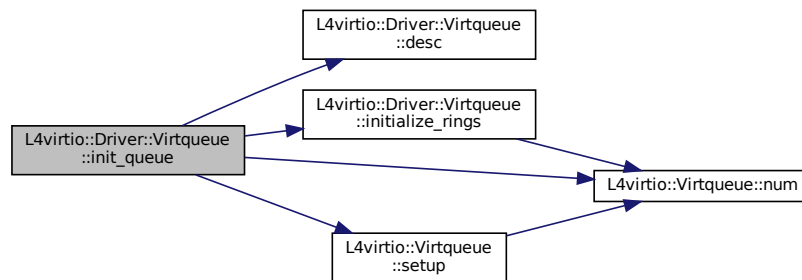 L4virtio::Driver::Virtqueue
::init_queue
L4virtio::Driver::Virtqueue
::desc
L4virtio::Driver::Virtqueue
::initialize_rings
L4virtio::Virtqueue::num
L4virtio::Virtqueue
::setup